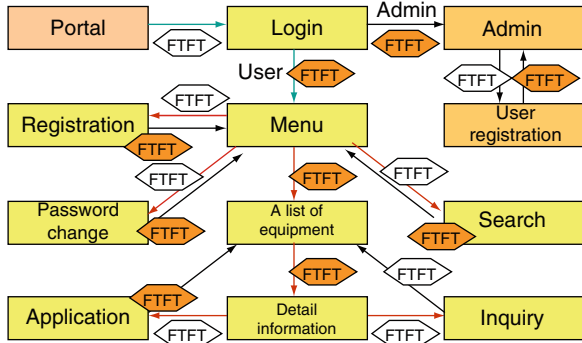 Portal
FTFT
Login
Admin
FTFT
Admin
User
FTFT
FTFT
FTFT
FTFT
Registration
FTFT
Menu
User
registration
FTFT
FTFT
FTFT
Password
change
FTFT
A list of
equipment
FTFT
Search
FTFT
FTFT
FTFT
Application
FTFT
Detail
information
FTFT
Inquiry